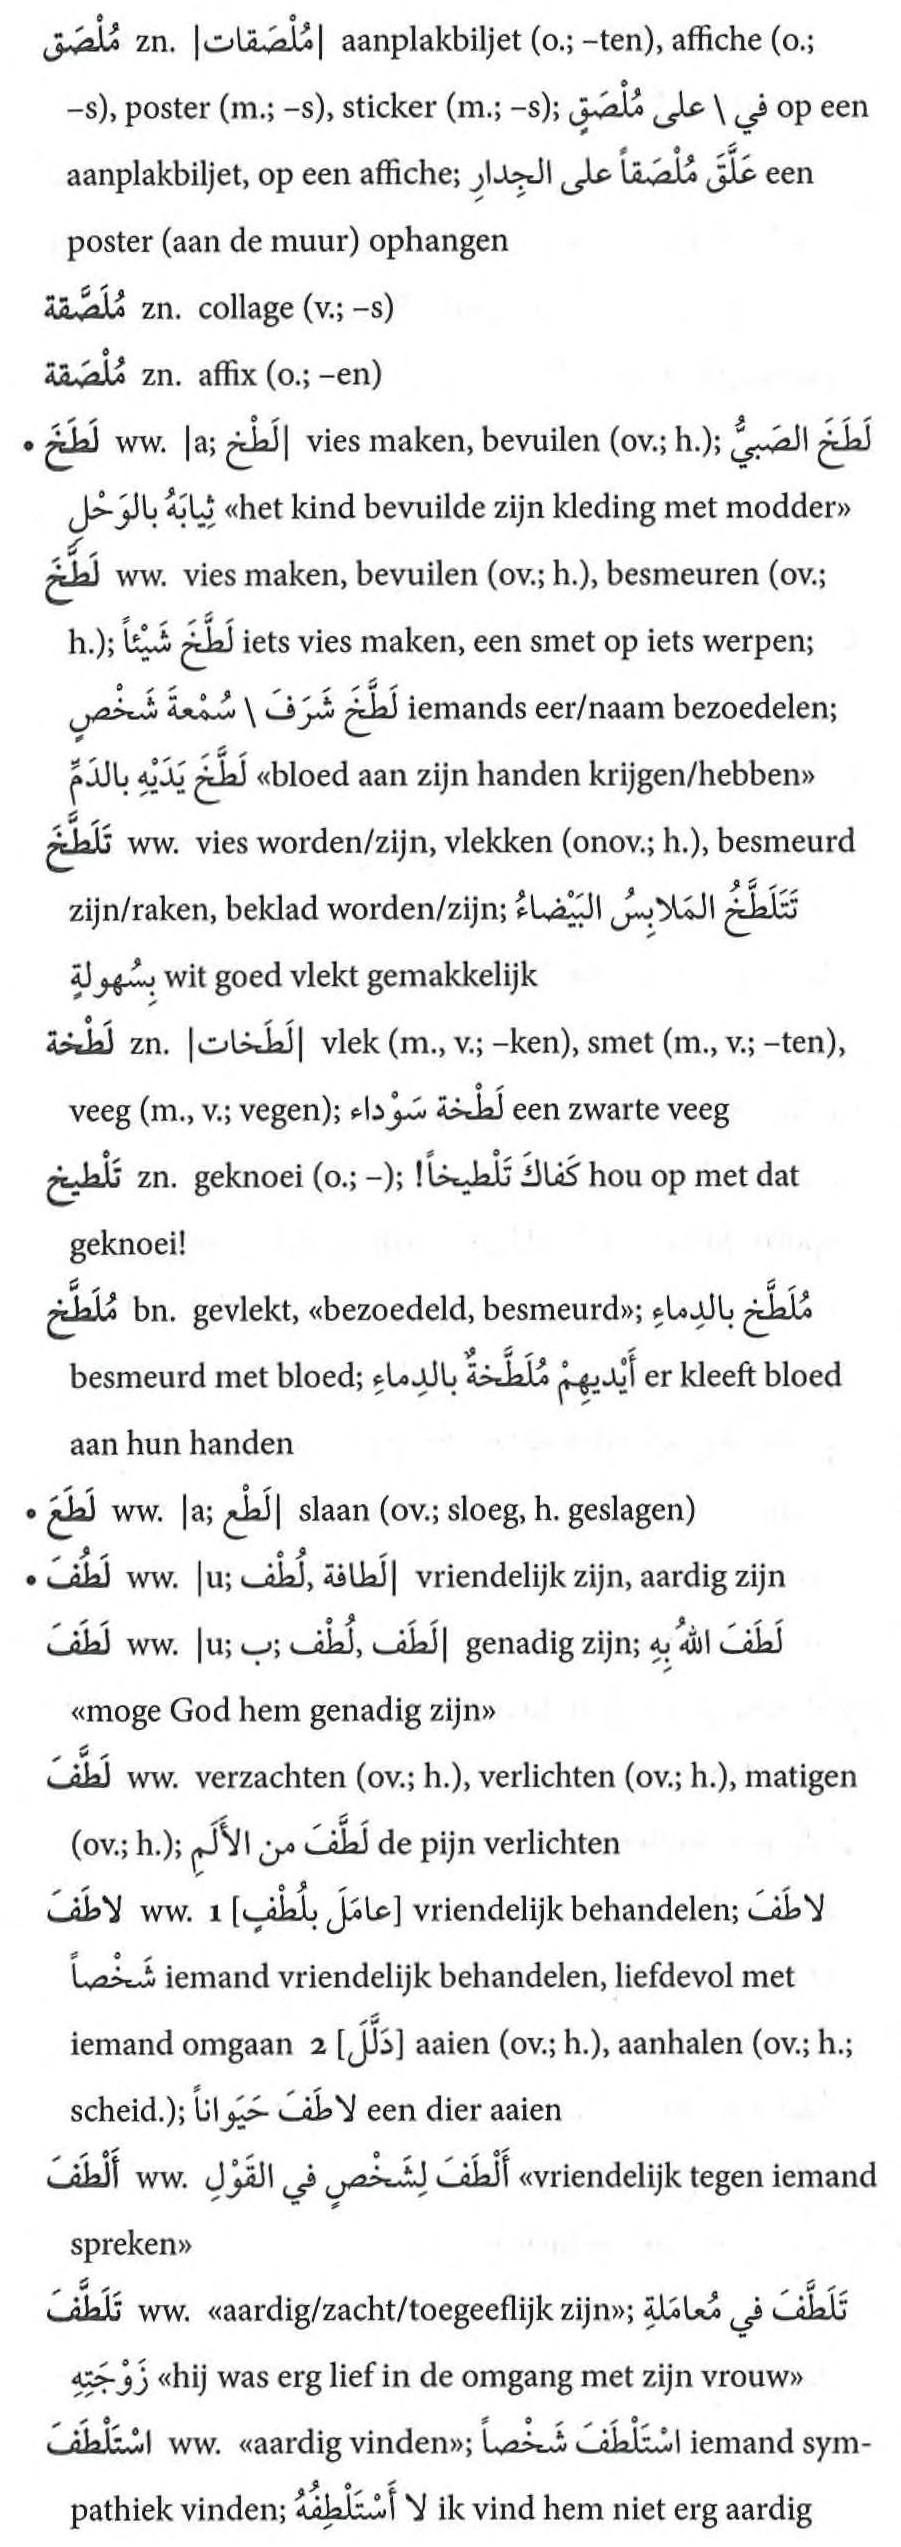 مُلْصَق zn. |مُلْصَقات| aanplakbiljet (o.; –ten), affiche (o.;
–s), poster (m.; –s), sticker (m.; –s); في \ على مُلْصَقٍ op een
aanplakbiljet, op een affiche; عَلَّقَ مُلْصَقاً على الجِدارِ een
poster (aan de muur) ophangen
مُلَصَّقة zn. collage (v.; –s)
مُلْصَقة zn. affix (o.; –en)
• لَطَخَ ww. |a; لَطْخ| vies maken, bevuilen (ov.; h.); لَطَخَ الصَبيُّ
ثِيابَهُ بالوَحْلِ «het kind bevuilde zijn kleding met modder»
لَطَّخَ ww. vies maken, bevuilen (ov.; h.), besmeuren (ov.;
h.); لَطَّخَ شَيْئاً iets vies maken, een smet op iets werpen;
لَطَّخَ شَرَفَ \ سُمْعةَ شَخْصٍ iemands eer/naam bezoedelen;
لَطَّخَ يَدَيْهِ بالدَمِّ «bloed aan zijn handen krijgen/hebben»
تَلَطَّخَ ww. vies worden/zijn, vlekken (onov.; h.), besmeurd
zijn/raken, beklad worden/zijn; تَتَلَطَّخُ المَلابِسُ البَيْضاءُ
بِسُهولةٍ wit goed vlekt gemakkelijk
لَطْخة zn. |لَطَخات| vlek (m., v.; –ken), smet (m., v.; –ten),
veeg (m., v.; vegen); لَطْخة سَوْداء een zwarte veeg
تَلْطيخ zn. geknoei (o.; –); كَفاكَ تَلْطيخاً! hou op met dat
geknoei!
مُلَطَّخ bn. gevlekt, «bezoedeld, besmeurd»; مُلَطَّخ بالدِماءِ
besmeurd met bloed; أَيْديهِمْ مُلَطَّخةٌ بالدِماءِ er kleeft bloed
aan hun handen
• لَطَعَ ww. |a; لَطْع| slaan (ov.; sloeg, h. geslagen)
• لَطُفَ ww. |u; لَطافة, لُطْف| vriendelijk zijn, aardig zijn
لَطَفَ ww. |u; ب; لَطَف, لُطْف| genadig zijn; لَطَفَ اللهُ بِهِ
«moge God hem genadig zijn»
لَطَّفَ ww. verzachten (ov.; h.), verlichten (ov.; h.), matigen
(ov.; h.); لَطَّفَ من الأَلَمِ de pijn verlichten
لاطَفَ ww. 1 [عامَلَ بلُطْفٍ] vriendelijk behandelen; لاطَفَ
شَخْصاً iemand vriendelijk behandelen, liefdevol met
iemand omgaan 2 [دَلَّلَ] aaien (ov.; h.), aanhalen (ov.; h.;
scheid.); لاطَفَ حَيَواناً een dier aaien
أَلْطَفَ ww. أَلْطَفَ لِشَخْصٍ في القَوْلِ «vriendelijk tegen iemand
spreken»
تَلَطَّفَ ww. «aardig/zacht/toegeeflijk zijn»; تَلَطَّفَ في مُعامَلةِ
زَوْجَتِهِ «hij was erg lief in de omgang met zijn vrouw»
اسْتَلْطَفَ ww. «aardig vinden»; اسْتَلْطَفَ شَخْصاً iemand sym-
pathiek vinden; لا أَسْتَلْطِفُهُ ik vind hem niet erg aardig